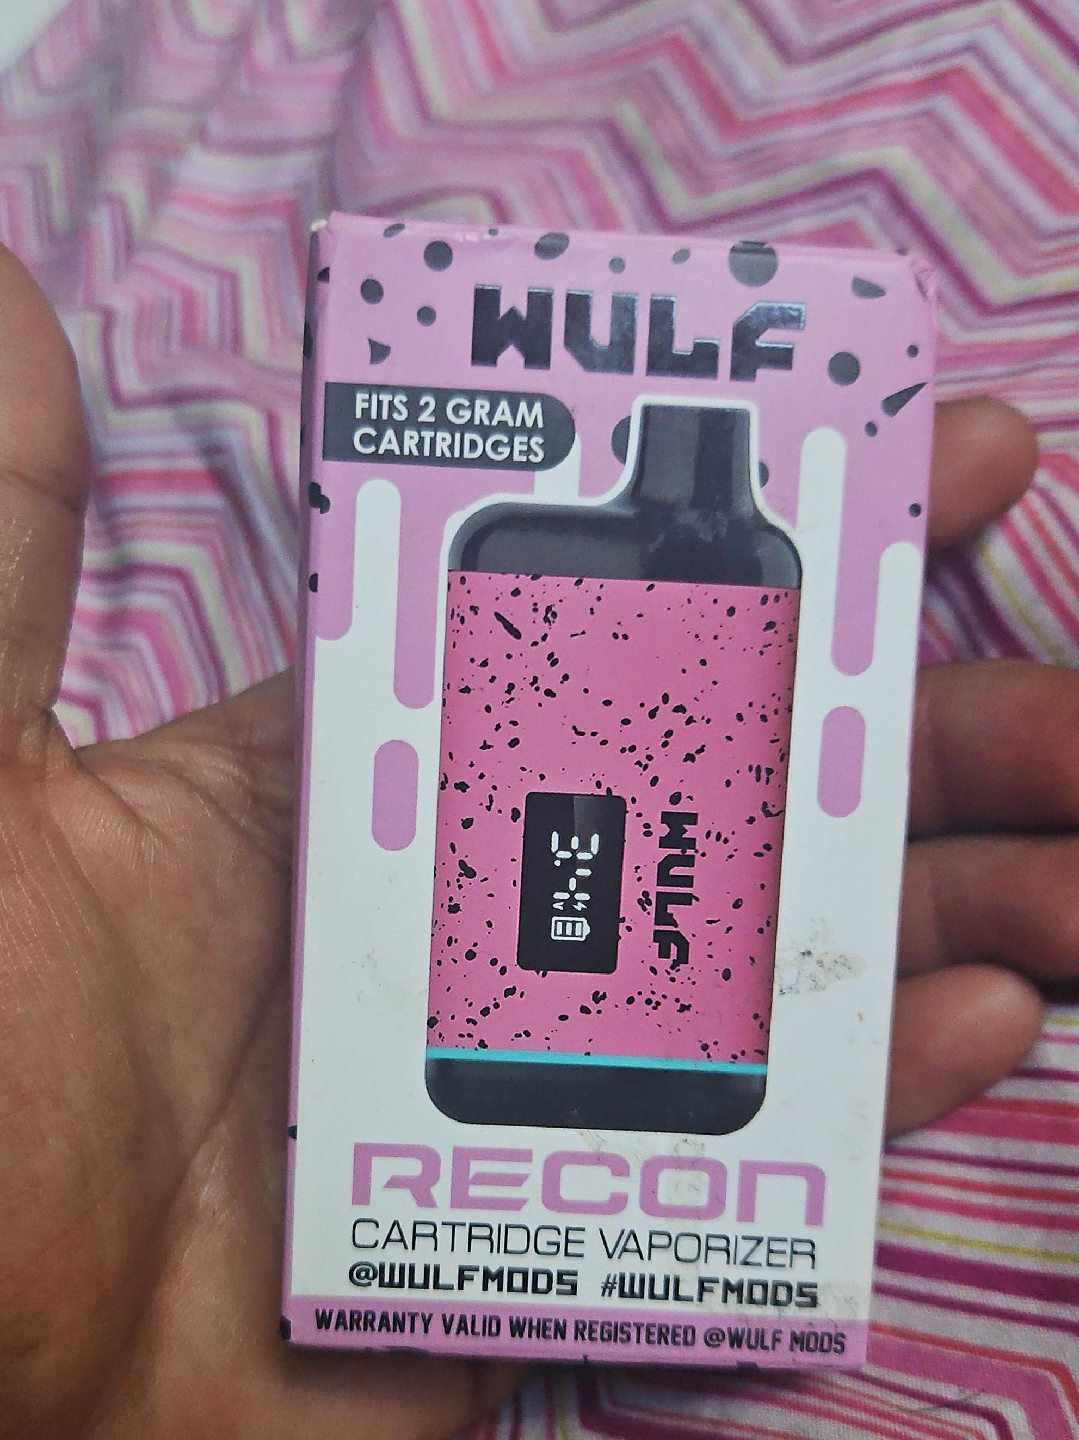 WULF
FITS 2 GRAM
CARTRIDGES
WULF
RECON
CARTRIDGE VAPORIZER
@WULFMODS #WULFMODS
WARRANTY VALID WHEN REGISTERED @WULF MODS